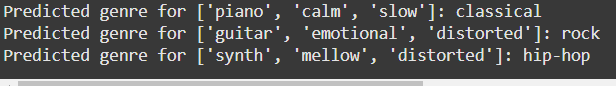 Predicted genre for ['piano', 'calm', 'slow']: classical
Predicted genre for ['guitar', 'emotional', 'distorted']: rock
Predicted genre for ['synth', 'mellow', 'distorted']: hip-hop